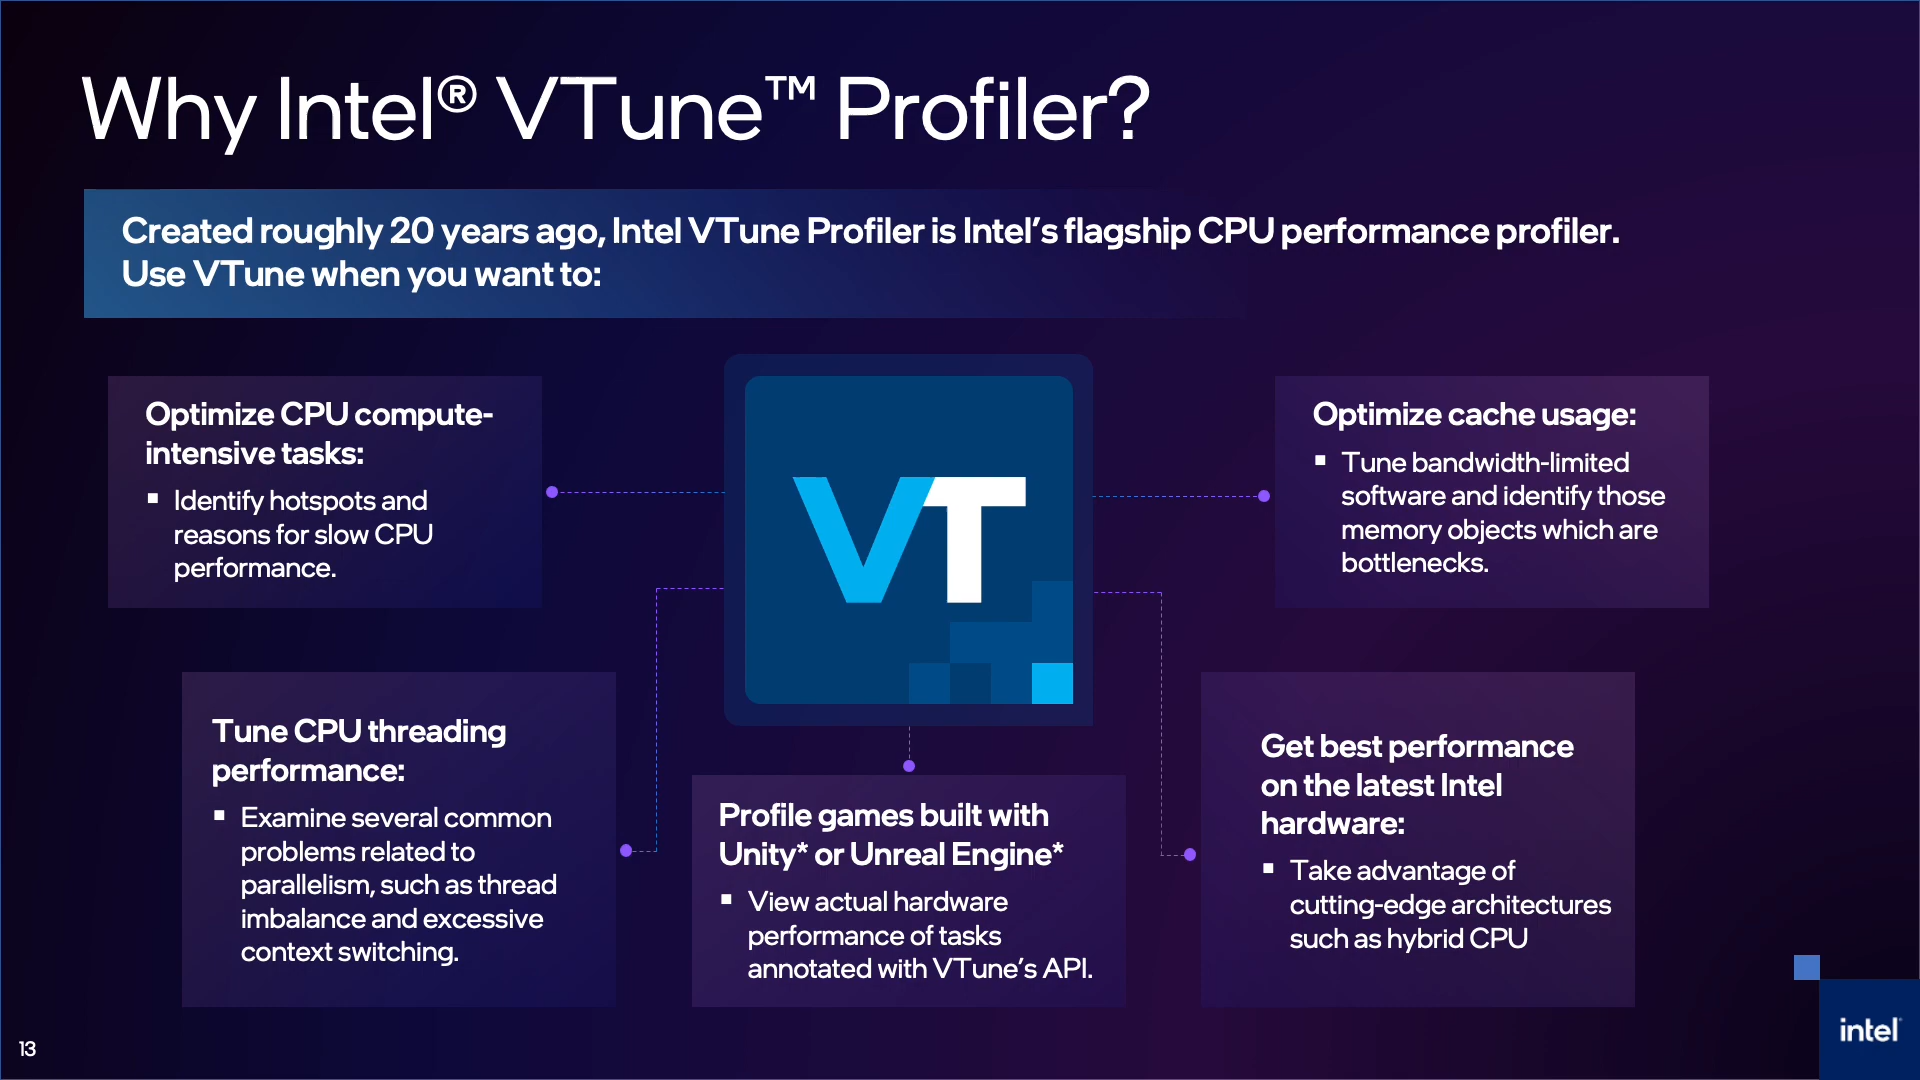 Why Intel® VTune™ Profiler?
Created roughly 20 years ago, Intel VTune Profiler is Intel’s flagship CPU performance profiler.
Use VTune when you want to:
Optimize CPU compute-
intensive tasks:
▪ Identify hotspots and
reasons for slow CPU
performance.
VT
Optimize cache usage:
▪ Tune bandwidth-limited
software and identify those
memory objects which are
bottlenecks.
Tune CPU threading
performance:
▪ Examine several common
problems related to
parallelism, such as thread
imbalance and excessive
context switching.
Profile games built with
Unity* or Unreal Engine*
▪ View actual hardware
performance of tasks
annotated with VTune’s API.
Get best performance
on the latest Intel
hardware:
▪ Take advantage of
cutting-edge architectures
such as hybrid CPU
13
intel